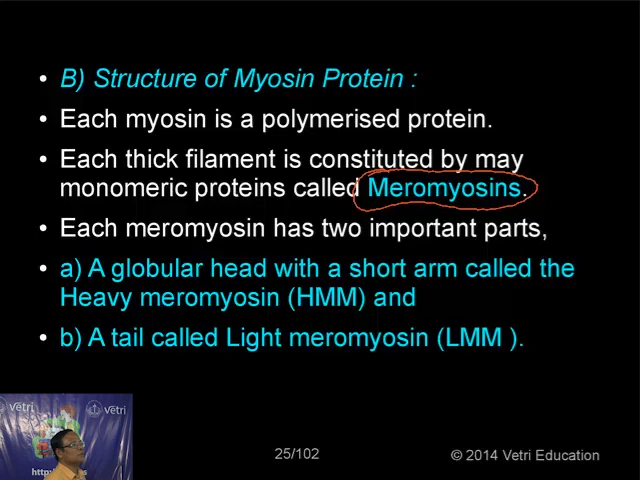 • B) Structure of Myosin Protein :
• Each myosin is a polymerised protein.
• Each thick filament is constituted by may
monomeric proteins called Meromyosins.
• Each meromyosin has two important parts,
• a) A globular head with a short arm called the
Heavy meromyosin (HMM) and
• b) A tail called Light meromyosin (LMM ).
vëtri
Vëtri
25/102
© 2014 Vetri Education